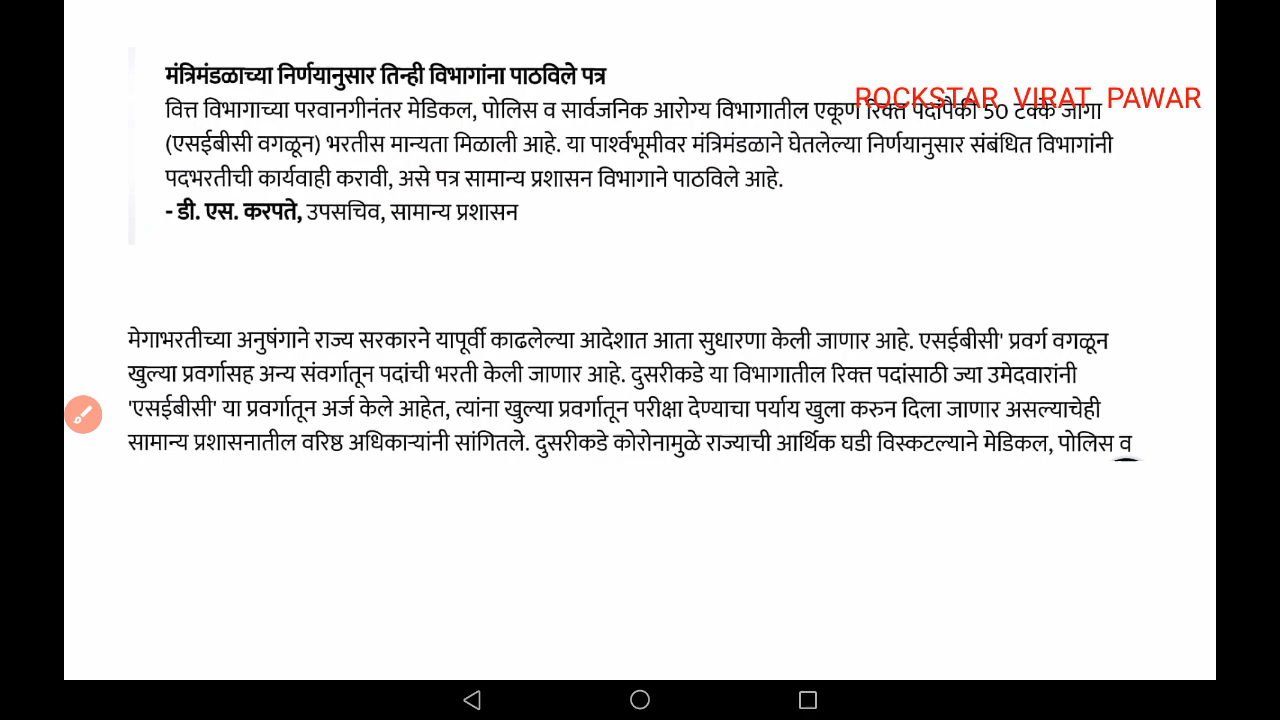 मंत्रिमंडळाच्या निर्णयानुसार तिन्ही विभागांना पाठविले पत्र
ROCKSTAR VIRAT PAWAR
वित्त विभागाच्या परवानगीनंतर मेडिकल, पोलिस व सार्वजनिक आरोग्य विभागातील एकूण रिक्त पदांपैकी 50 टक्के जागा
(एसईबीसी वगळून) भरतीस मान्यता मिळाली आहे. या पार्श्वभूमीवर मंत्रिमंडळाने घेतलेल्या निर्णयानुसार संबंधित विभागांनी
पदभरतीची कार्यवाही करावी, असे पत्र सामान्य प्रशासन विभागाने पाठविले आहे.
- डी. एस. करपते, उपसचिव, सामान्य प्रशासन
मेगाभरतीच्या अनुषंगाने राज्य सरकारने यापूर्वी काढलेल्या आदेशात आता सुधारणा केली जाणार आहे. एसईबीसी' प्रवर्ग वगळून
खुल्या प्रवर्गासह अन्य संवर्गातून पदांची भरती केली जाणार आहे. दुसरीकडे या विभागातील रिक्त पदांसाठी ज्या उमेदवारांनी
'एसईबीसी' या प्रवर्गातून अर्ज केले आहेत, त्यांना खुल्या प्रवर्गातून परीक्षा देण्याचा पर्याय खुला करुन दिला जाणार असल्याचेही
सामान्य प्रशासनातील वरिष्ठ अधिकाऱ्यांनी सांगितले. दुसरीकडे कोरोनामुळे राज्याची आर्थिक घडी विस्कटल्याने मेडिकल, पोलिस व